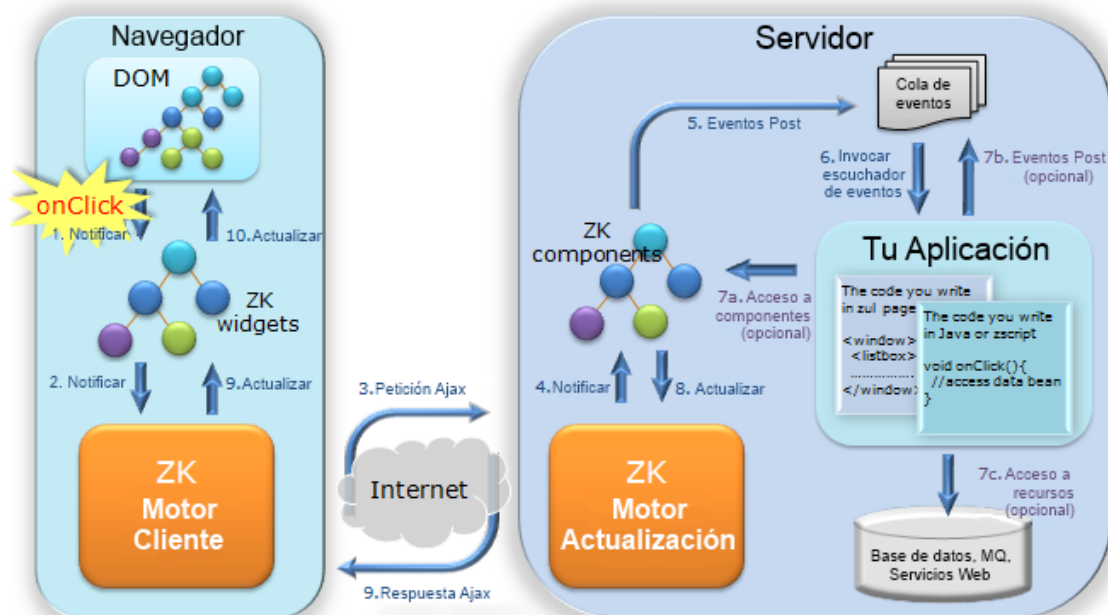 Navegador
DOM
onClick
1. Notificar
10.Actualizar
ZK
widgets
2. Notificar
9.Actualizar
ZK
Motor
Cliente
3.Petición Ajax
Internet
9.Respuesta Ajax
Servidor
Cola de
eventos
5. Eventos Post
6. Invocar
escuchador
de eventos
7b. Eventos Post
(opcional)
ZK
components
7a. Acceso a
componentes
(opcional)
4.Notificar
8. Actualizar
ZK
Motor
Actualización
Tu Aplicación
The code you write
in zul page
<window>
<listbox>
................
</window>
The code you write
in Java or zscript
void onClick(){
//access data bean
}
7c. Acceso a
recursos
(opcional)
Base de datos, MQ,
Servicios Web